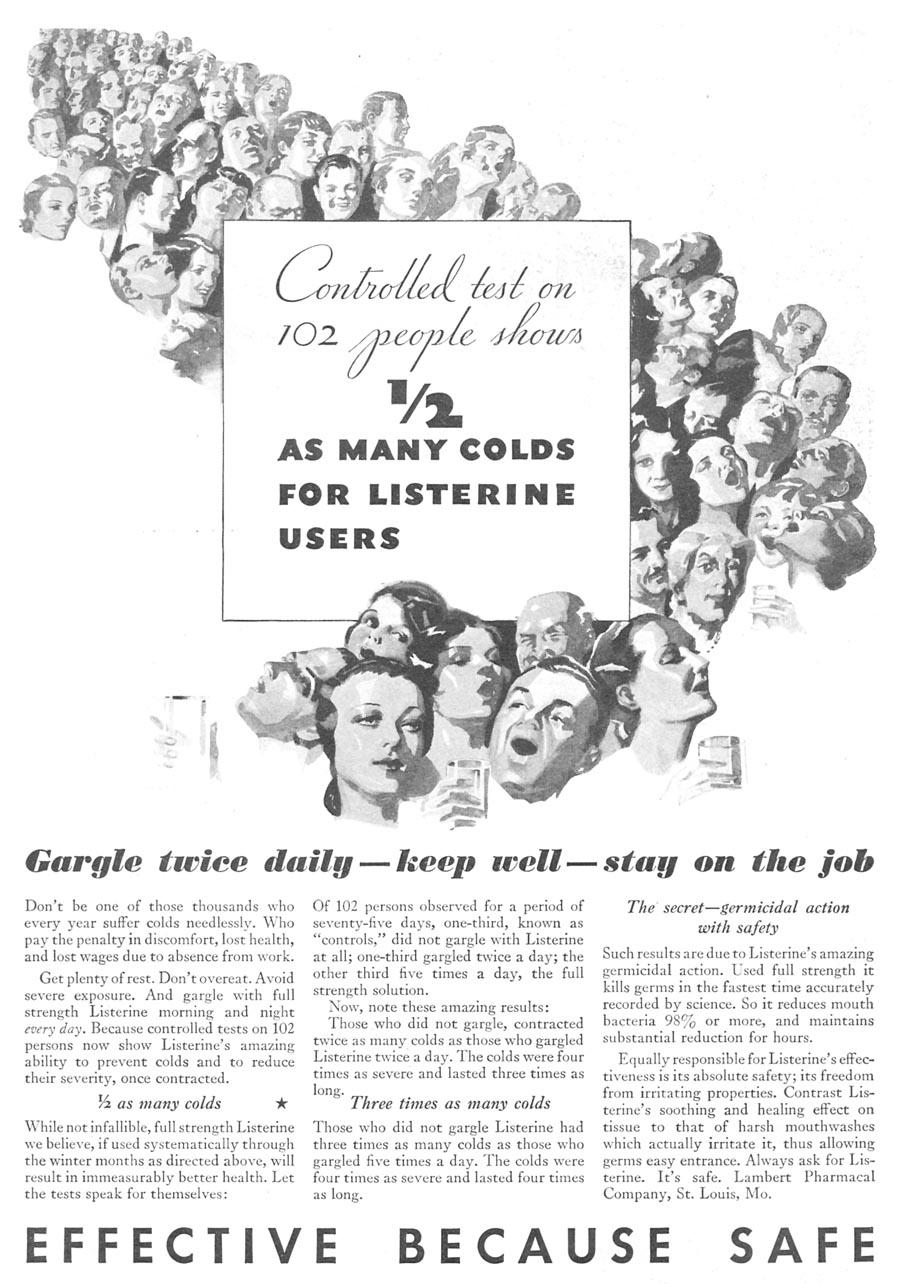 Controlled test on
102 people shows
½
AS MANY COLDS
FOR LISTERINE
USERS
Gargle twice daily—keep well—stay on the job
Don't be one of those thousands who
every year suffer colds needlessly. Who
pay the penalty in discomfort, lost health,
and lost wages due to absence from work.
Get plenty of rest. Don't overeat. Avoid
severe exposure. And gargle with full
strength Listerine morning and night
every day. Because controlled tests on 102
persons now show Listerine's amazing
ability to prevent colds and to reduce
their severity, once contracted.
½ as many colds ★
While not infallible, full strength Listerine
we believe, if used systematically through
the winter months as directed above, will
result in immeasurably better health. Let
the tests speak for themselves:
Of 102 persons observed for a period of
seventy-five days, one-third, known as
“controls,” did not gargle with Listerine
at all; one-third gargled twice a day; the
other third five times a day, the full
strength solution.
Now, note these amazing results:
Those who did not gargle, contracted
twice as many colds as those who gargled
Listerine twice a day. The colds were four
times as severe and lasted three times as
long.
Three times as many colds
Those who did not gargle Listerine had
three times as many colds as those who
gargled five times a day. The colds were
four times as severe and lasted four times
as long.
The secret—germicidal action
with safety
Such results are due to Listerine's amazing
germicidal action. Used full strength it
kills germs in the fastest time accurately
recorded by science. So it reduces mouth
bacteria 98% or more, and maintains
substantial reduction for hours.
Equally responsible for Listerine's effec-
tiveness is its absolute safety; its freedom
from irritating properties. Contrast Lis-
terine's soothing and healing effect on
tissue to that of harsh mouthwashes
which actually irritate it, thus allowing
germs easy entrance. Always ask for Lis-
terine. It's safe. Lambert Pharmacal
Company, St. Louis, Mo.
EFFECTIVE BECAUSE SAFE